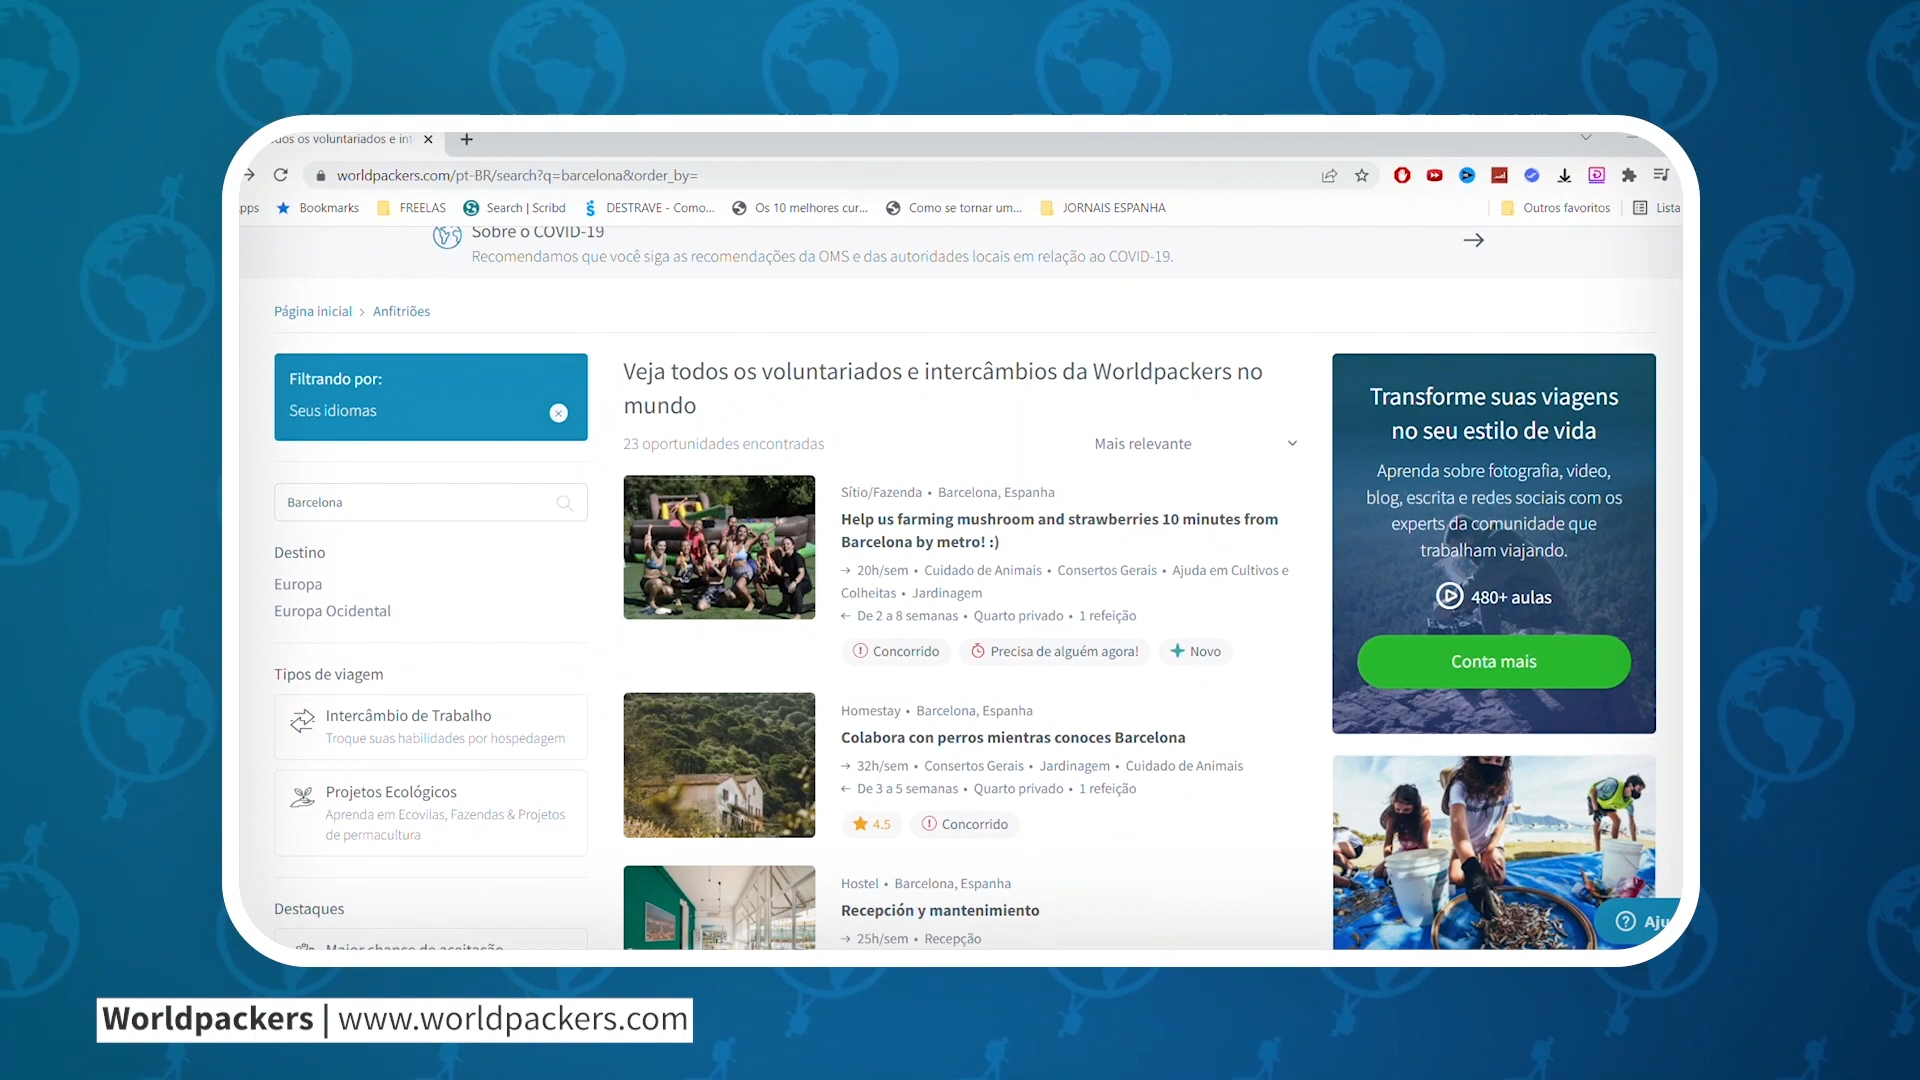 worldpackers.com/pt-BR/search?q=barcelona&order_by=
Bookmarks FREELAS Search | Scribd DESTRAVE - Como... Os 10 melhores cur... Como se tornar um... JORNAIS ESPANHA Outros favoritos Lista
Sobre o COVID-19
Recomendamos que você siga as recomendações da OMS e das autoridades locais em relação ao COVID-19.
Página inicial > Anfitriões
Filtrando por:
Seus idiomas
Barcelona
Destino
Europa
Europa Ocidental
Tipos de viagem
Intercâmbio de Trabalho
Troque suas habilidades por hospedagem
Projetos Ecológicos
Aprenda em Ecovilas, Fazendas & Projetos
de permacultura
Destaques
Maior chance de aceitação
Veja todos os voluntariados e intercâmbios da Worldpackers no
mundo
23 oportunidades encontradas
Mais relevante
Sítio/Fazenda • Barcelona, Espanha
Help us farming mushroom and strawberries 10 minutes from
Barcelona by metro! :)
→ 20h/sem • Cuidado de Animais • Consertos Gerais • Ajuda em Cultivos e
Colheitas • Jardinagem
← De 2 a 8 semanas • Quarto privado • 1 refeição
Concorrido Precisa de alguém agora! Novo
Homestay • Barcelona, Espanha
Colabora con perros mientras conoces Barcelona
→ 32h/sem • Consertos Gerais • Jardinagem • Cuidado de Animais
← De 3 a 5 semanas • Quarto privado • 1 refeição
4.5 Concorrido
Hostel • Barcelona, Espanha
Recepción y mantenimiento
→ 25h/sem • Recepção
Transforme suas viagens
no seu estilo de vida
Aprenda sobre fotografia, video,
blog, escrita e redes sociais com os
experts da comunidade que
trabalham viajando.
480+ aulas
Conta mais
Worldpackers | www.worldpackers.com